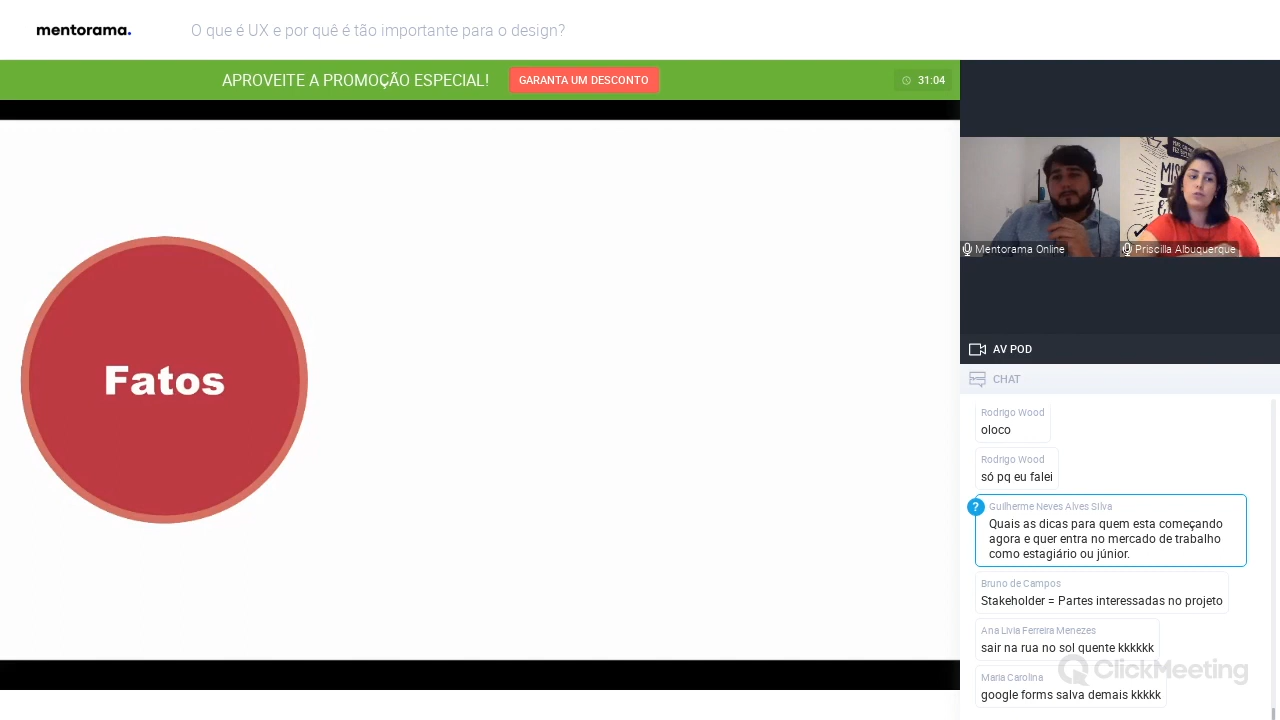 mentorama.
O que é UX e por quê é tão importante para o design?
APROVEITE A PROMOÇÃO ESPECIAL!
GARANTA UM DESCONTO
31:04
Fatos
Mentorama Online
Priscilla Albuquerque
AV POD
CHAT
Rodrigo Wood
oloco
Rodrigo Wood
só pq eu falei
?
Guilherme Neves Alves SIlva
Quais as dicas para quem esta começando
agora e quer entra no mercado de trabalho
como estagiário ou júnior.
Bruno de Campos
Stakeholder = Partes interessadas no projeto
Ana Livia Ferreira Menezes
sair na rua no sol quente kkkkkk
Maria Carolina
google forms salva demais kkkkk
ClickMeeting